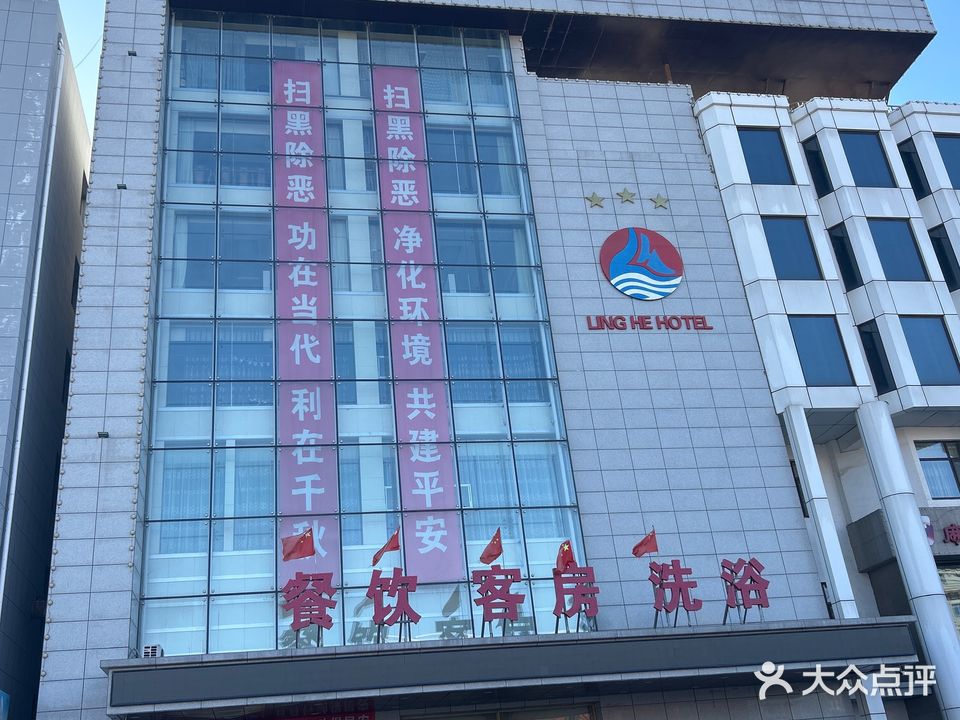 扫黑除恶 功在当代 利在千秋
扫黑除恶 净化环境 共建平安
LING HE HOTEL
餐饮 客房 洗浴
大众点评